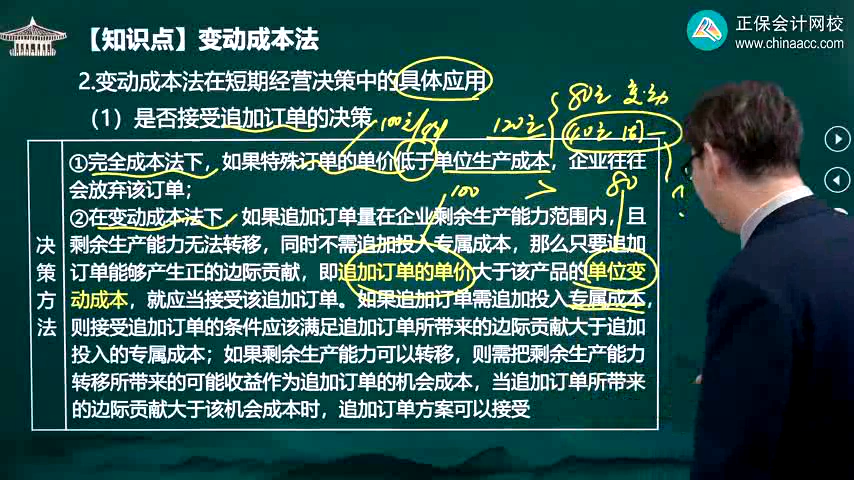 【知识点】变动成本法
正保会计网校
www.chinaacc.com
2.变动成本法在短期经营决策中的具体应用
(1)是否接受追加订单的决策
100元/
120元
80元 变动
40元 固
决策方法
①完全成本法下，如果特殊订单的单价低于单位生产成本，企业往往
会放弃该订单；
100
>
80
?
②在变动成本法下，如果追加订单量在企业剩余生产能力范围内，且
剩余生产能力无法转移，同时不需追加投入专属成本，那么只要追加
订单能够产生正的边际贡献，即追加订单的单价大于该产品的单位变
动成本，就应当接受该追加订单。如果追加订单需追加投入专属成本，
则接受追加订单的条件应该满足追加订单所带来的边际贡献大于追加
投入的专属成本；如果剩余生产能力可以转移，则需把剩余生产能力
转移所带来的可能收益作为追加订单的机会成本，当追加订单所带来
的边际贡献大于该机会成本时，追加订单方案可以接受